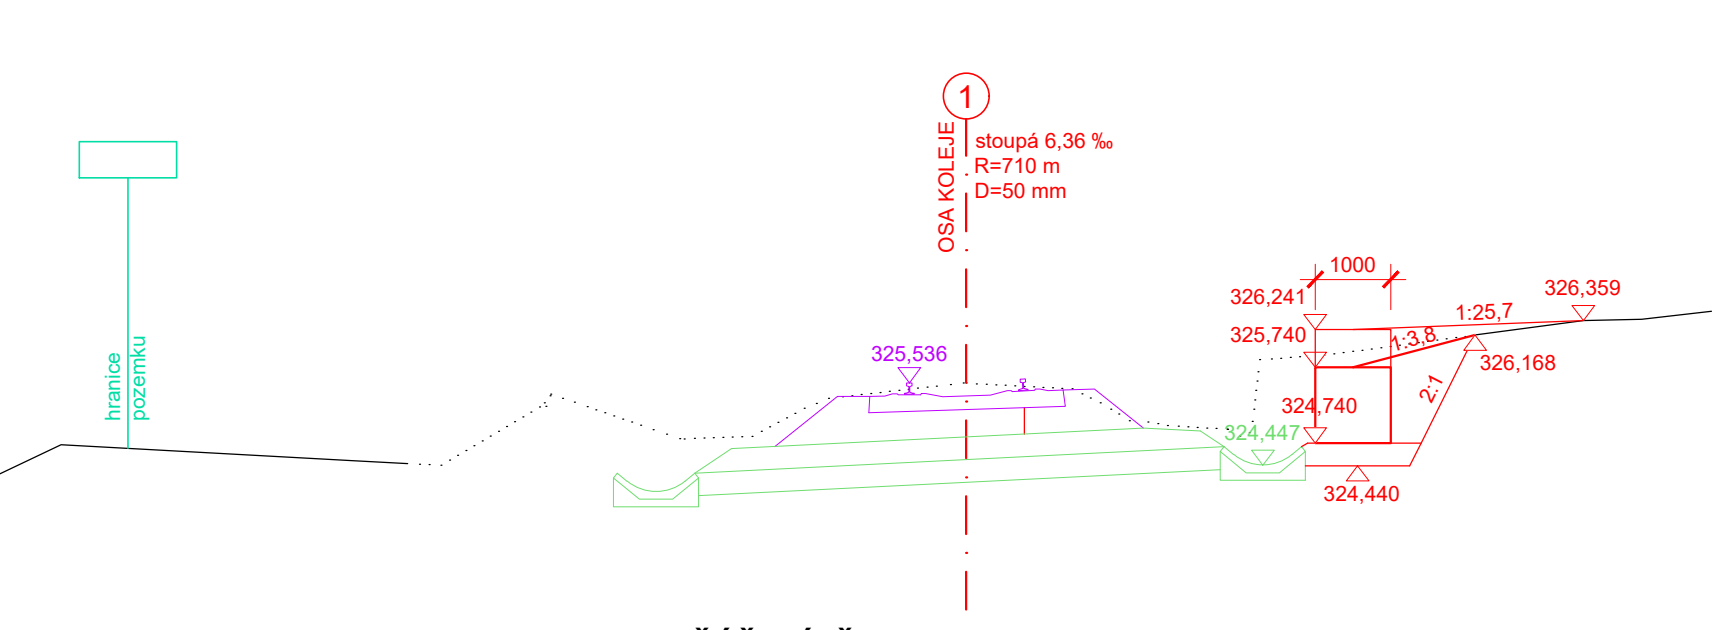 1
OSA KOLEJE
stoupá 6,36 ‰
R=710 m
D=50 mm
hranice
pozemku
325,536
1000
326,241
326,359
1:25,7
325,740
1:3,8
326,168
2:1
324,740
324,447
324,440